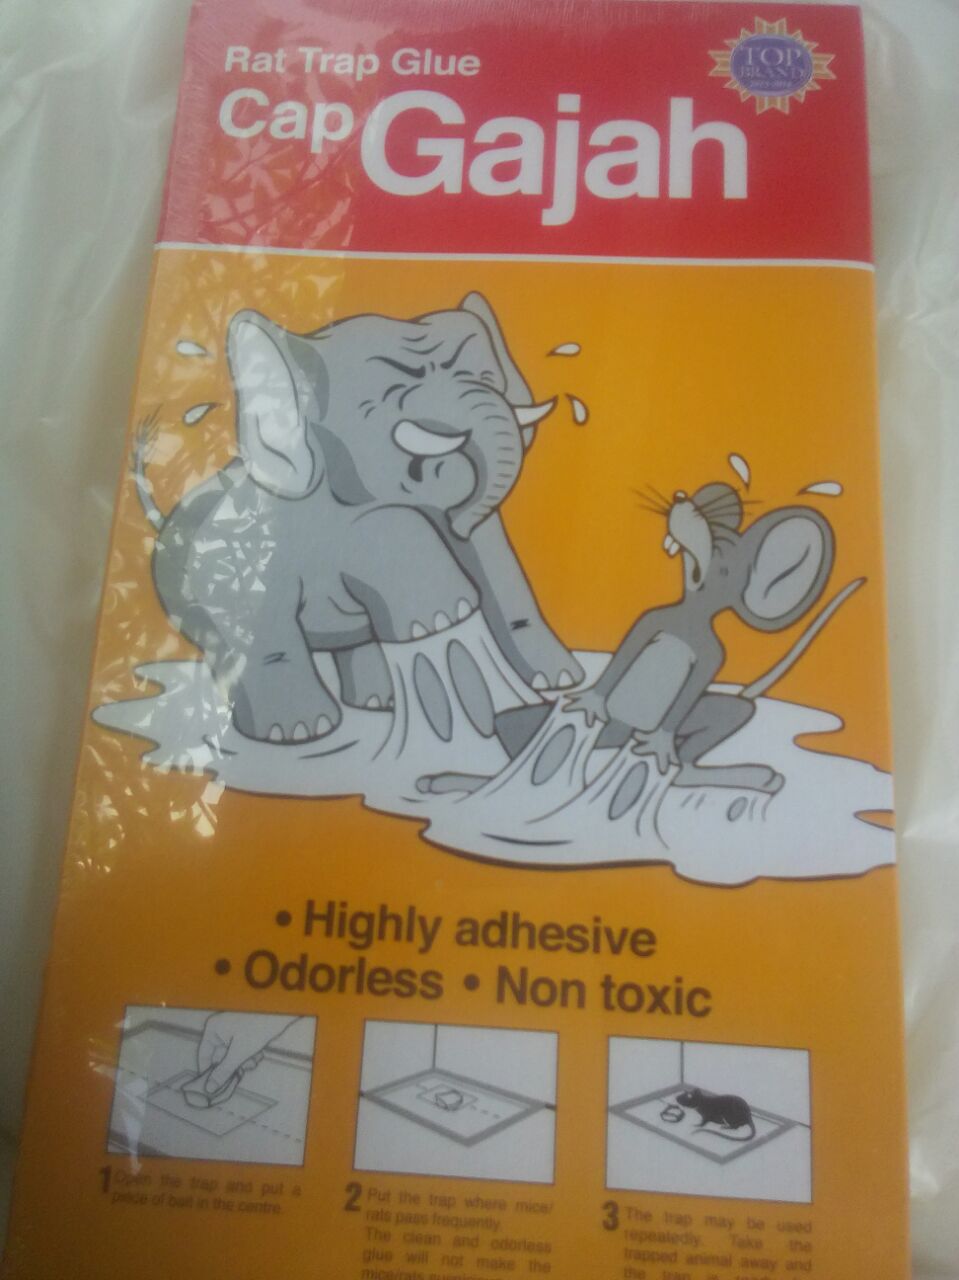 Rat Trap Glue
TOP
BRAND
Cap Gajah
• Highly adhesive
• Odorless • Non toxic
1 Open the trap and put a
piece of bait in the centre.
2 Put the trap where mice/
rats pass frequently.
The clean and odorless
glue will not make the
mice/rats
3 The trap may be used
repeatedly. Take the
trapped animal away and
the trap